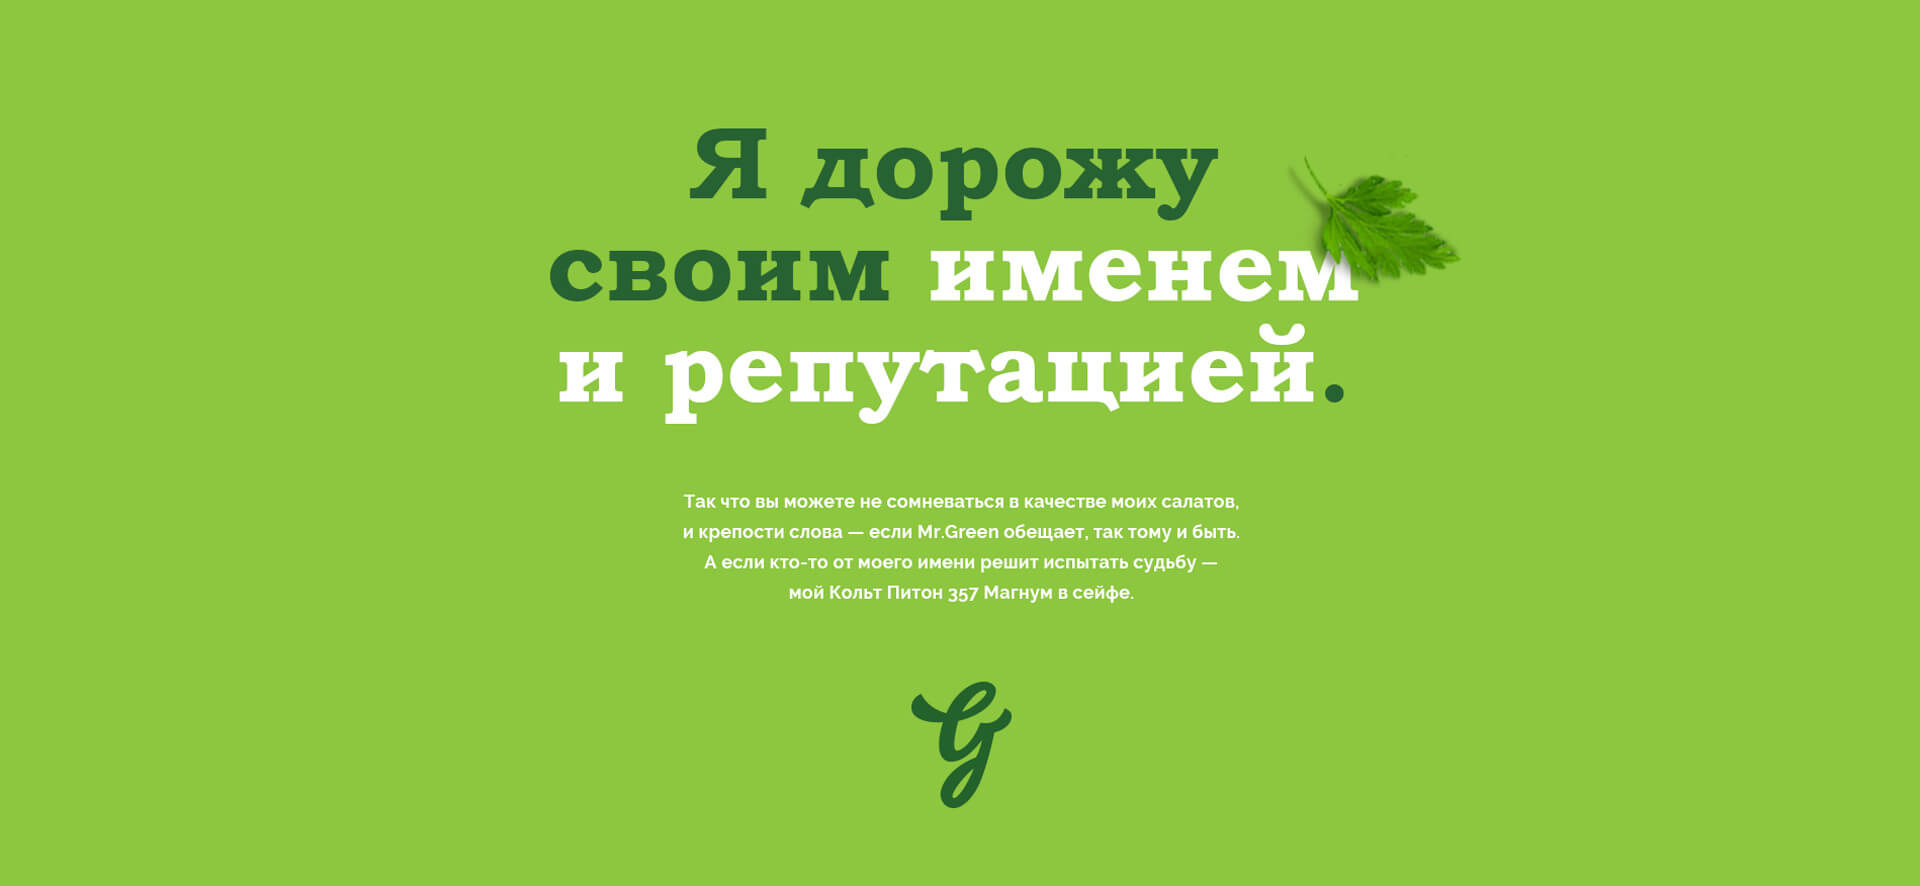 Я дорожу
своим именем
и репутацией.
Так что вы можете не сомневаться в качестве моих салатов,
и крепости слова — если Mr.Green обещает, так тому и быть.
А если кто-то от моего имени решит испытать судьбу —
мой Кольт Питон 357 Магнум в сейфе.
G